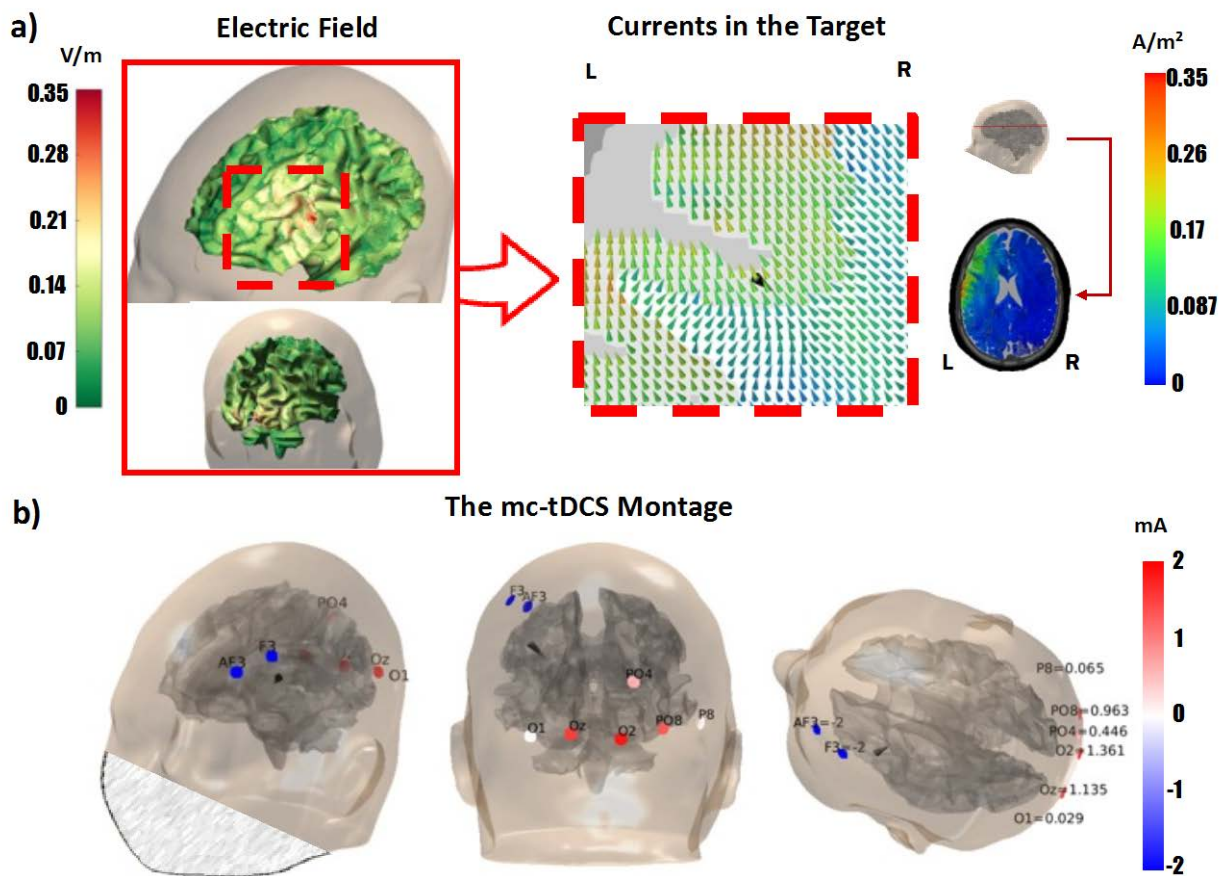 a)
Electric Field
Currents in the Target
V/m
0.35
0.28
0.21
0.14
0.07
0
L
R
A/m²
0.35
0.26
0.17
0.087
0
L
R
b)
The mc-tDCS Montage
mA
2
1
0
-1
-2
PO4
F3
AF3
Oz
O1
F3
AF3
PO4
O1
Oz
O2
PO8
P8
P8=0.065
PO8=0.963
PO4=0.446
O2=1.361
Oz=1.135
O1=0.029
AF3=-2
F3=-2